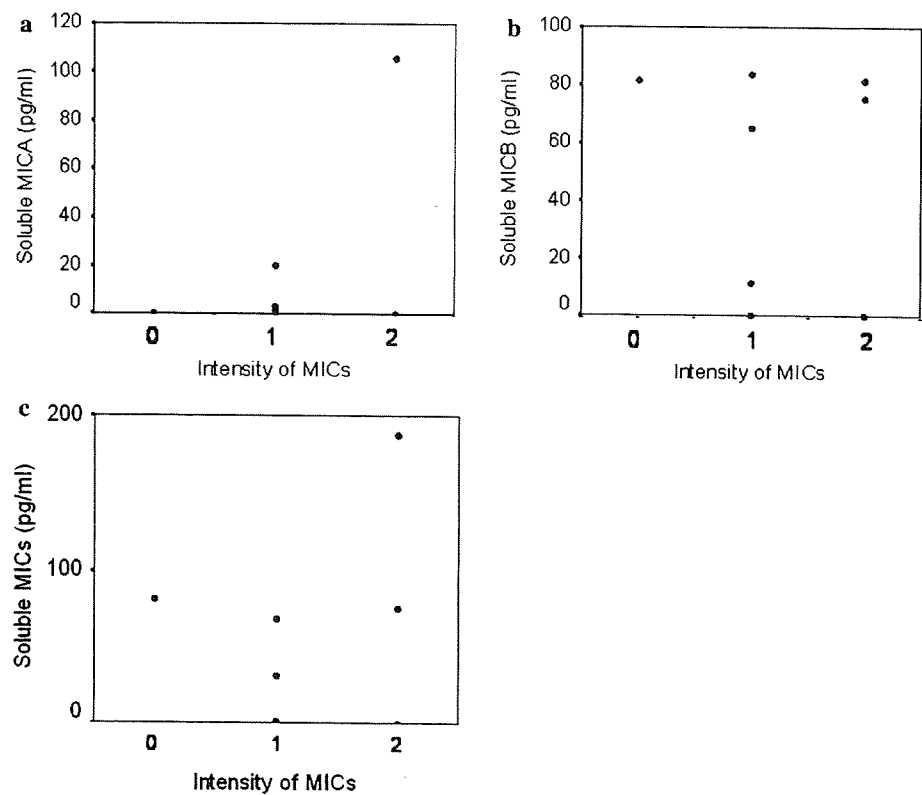 a
120
100
80
60
40
20
0
Soluble MICA (pg/ml)
0 1 2
Intensity of MICs
b
100
80
60
40
20
0
Soluble MICB (pg/ml)
0 1 2
Intensity of MICs
c
200
100
0
Soluble MICs (pg/ml)
0 1 2
Intensity of MICs